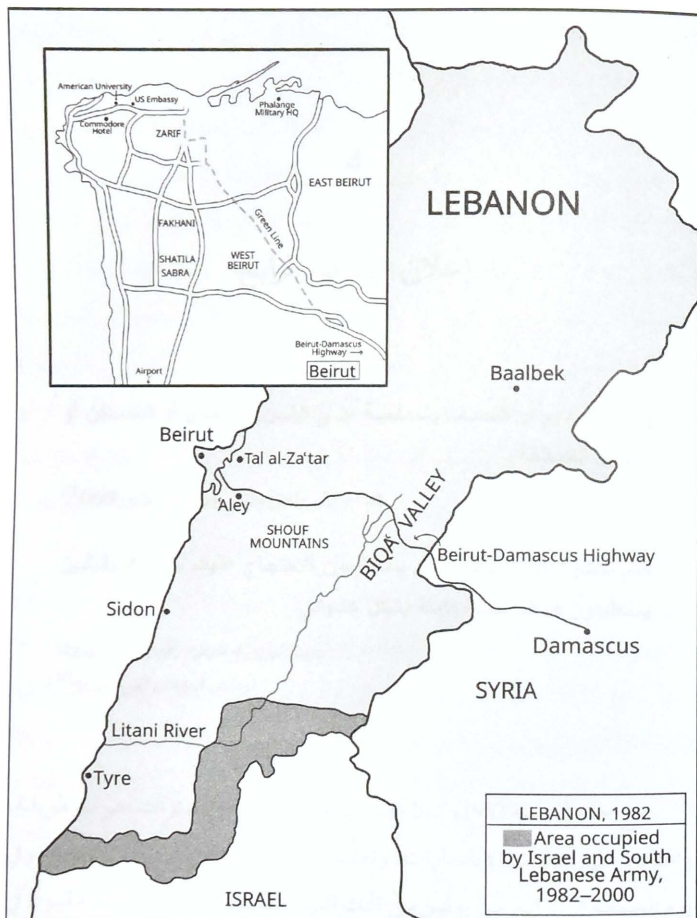 American
University
US Embassy
Commodore
Hotel
ZARIF
Phalange
Military HQ
EAST BEIRUT
FAKHANI
Green Line
SHATILA
SABRA
WEST
BEIRUT
Airport
Beirut-Damascus
Highway →
Beirut
LEBANON
Baalbek
Beirut
Tal al-Za‘tar
‘Aley
SHOUF
MOUNTAINS
BIQA‘ VALLEY
Beirut-Damascus Highway
Sidon
Damascus
SYRIA
Litani River
Tyre
ISRAEL
LEBANON, 1982
Area occupied
by Israel and South
Lebanese Army,
1982–2000